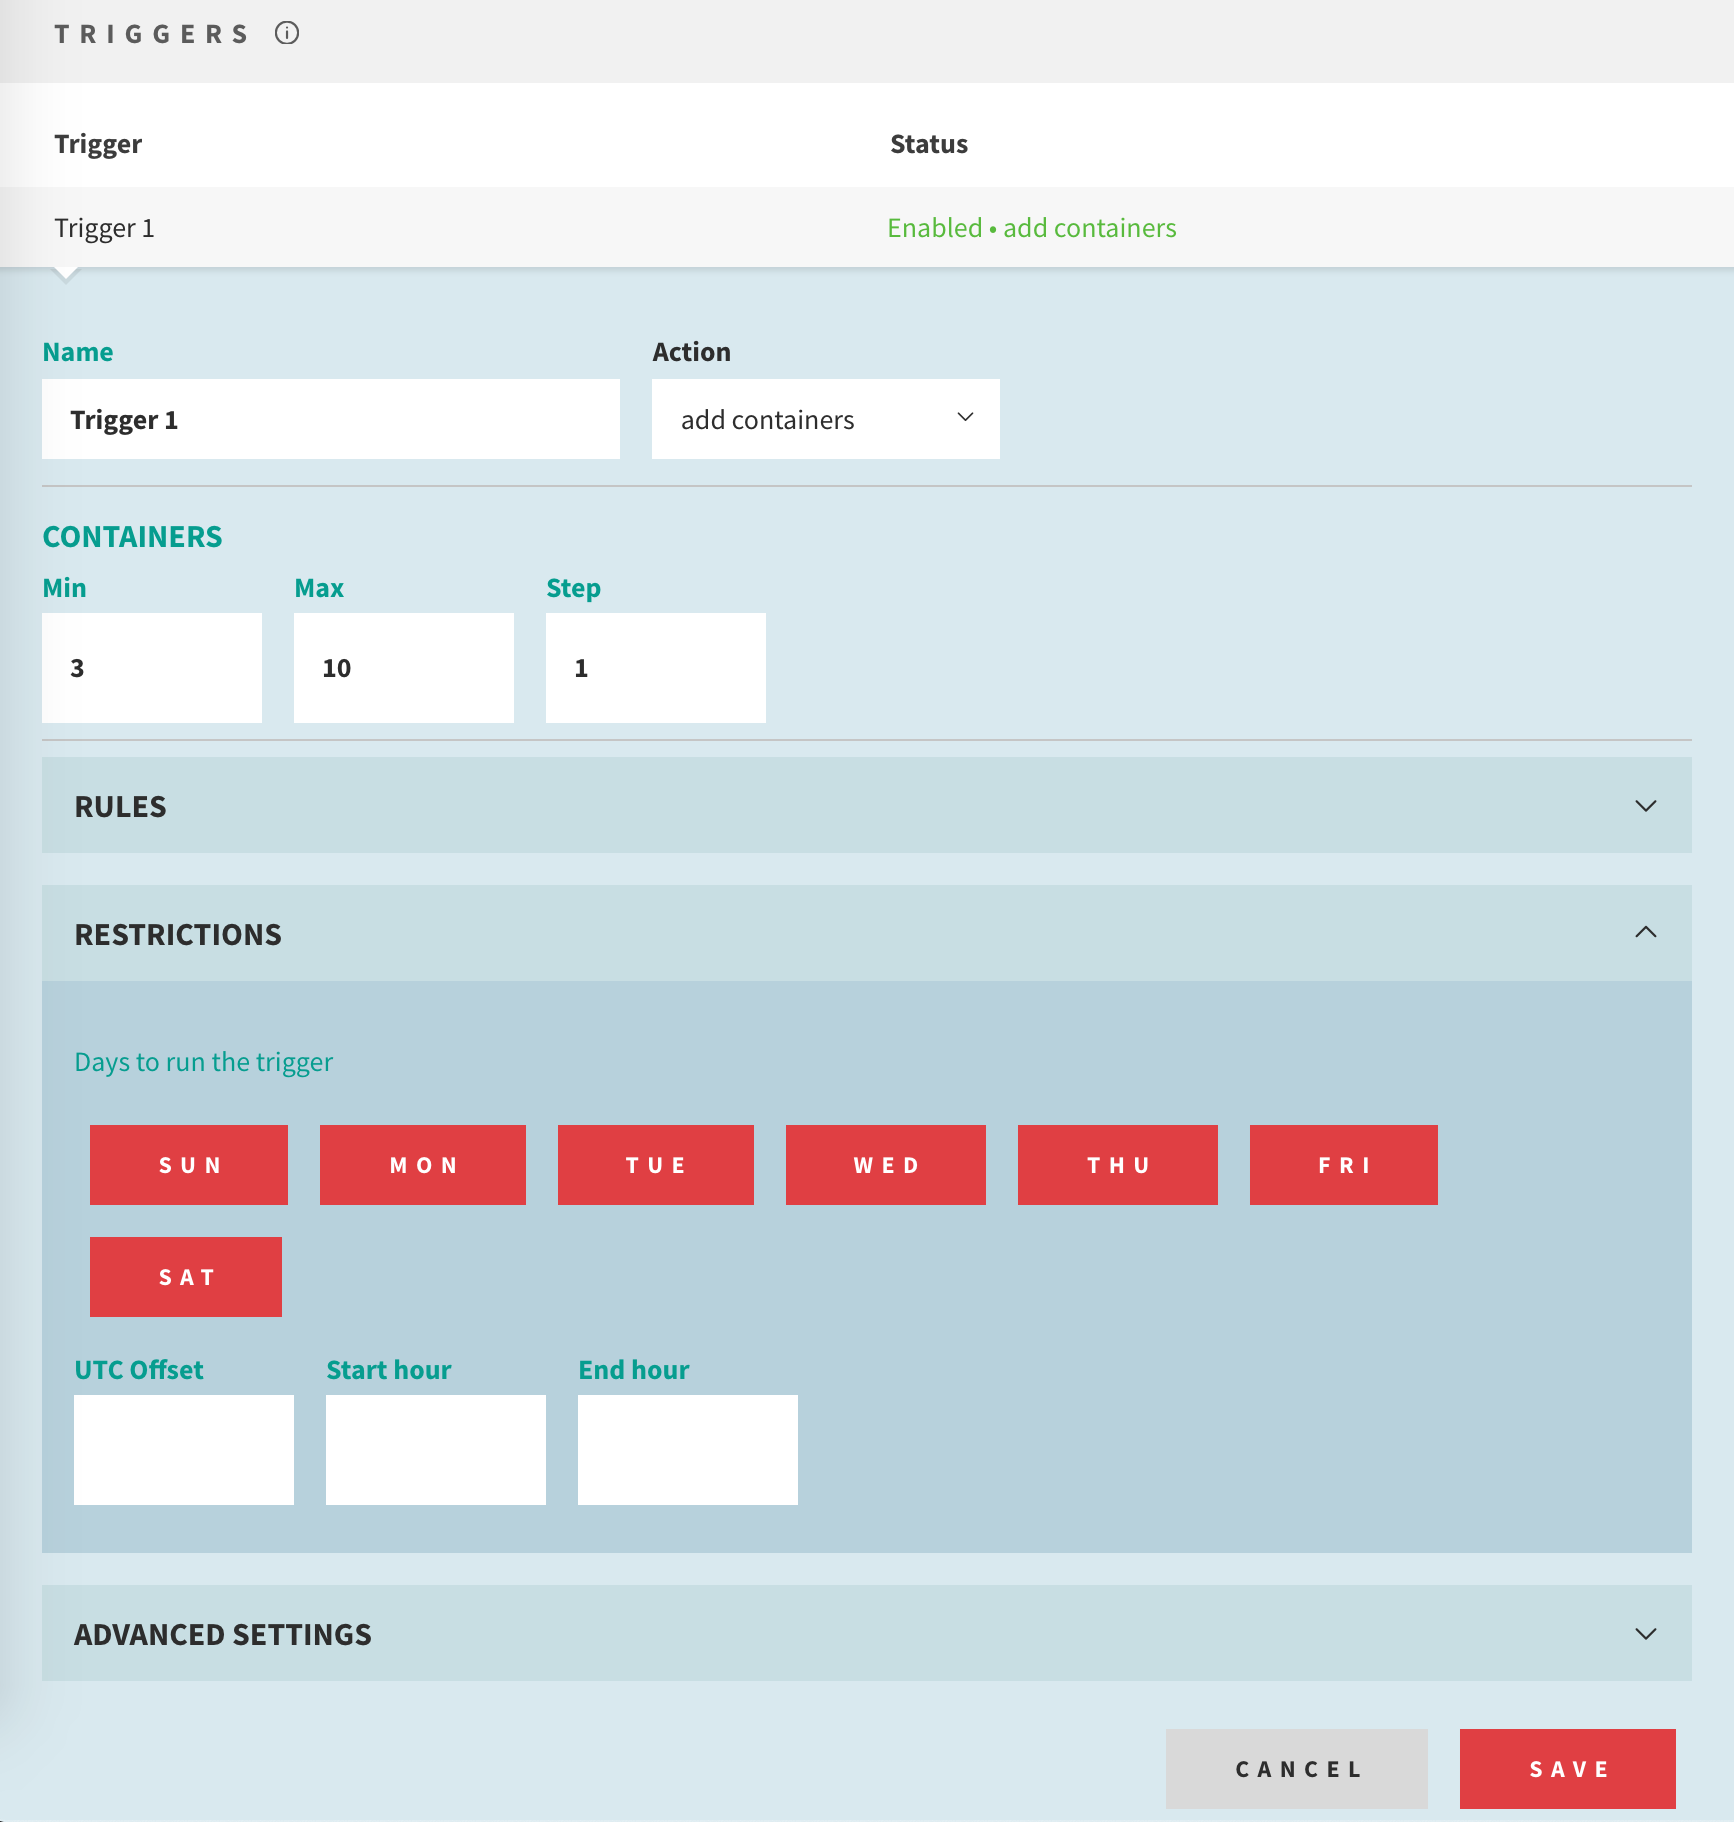 TRIGGERS
Trigger Status
Trigger 1 Enabled • add containers
Name Action
Trigger 1 add containers
CONTAINERS
Min Max Step
3 10 1
RULES
RESTRICTIONS
Days to run the trigger
SUN MON TUE WED THU FRI
SAT
UTC Offset Start hour End hour
ADVANCED SETTINGS
CANCEL SAVE